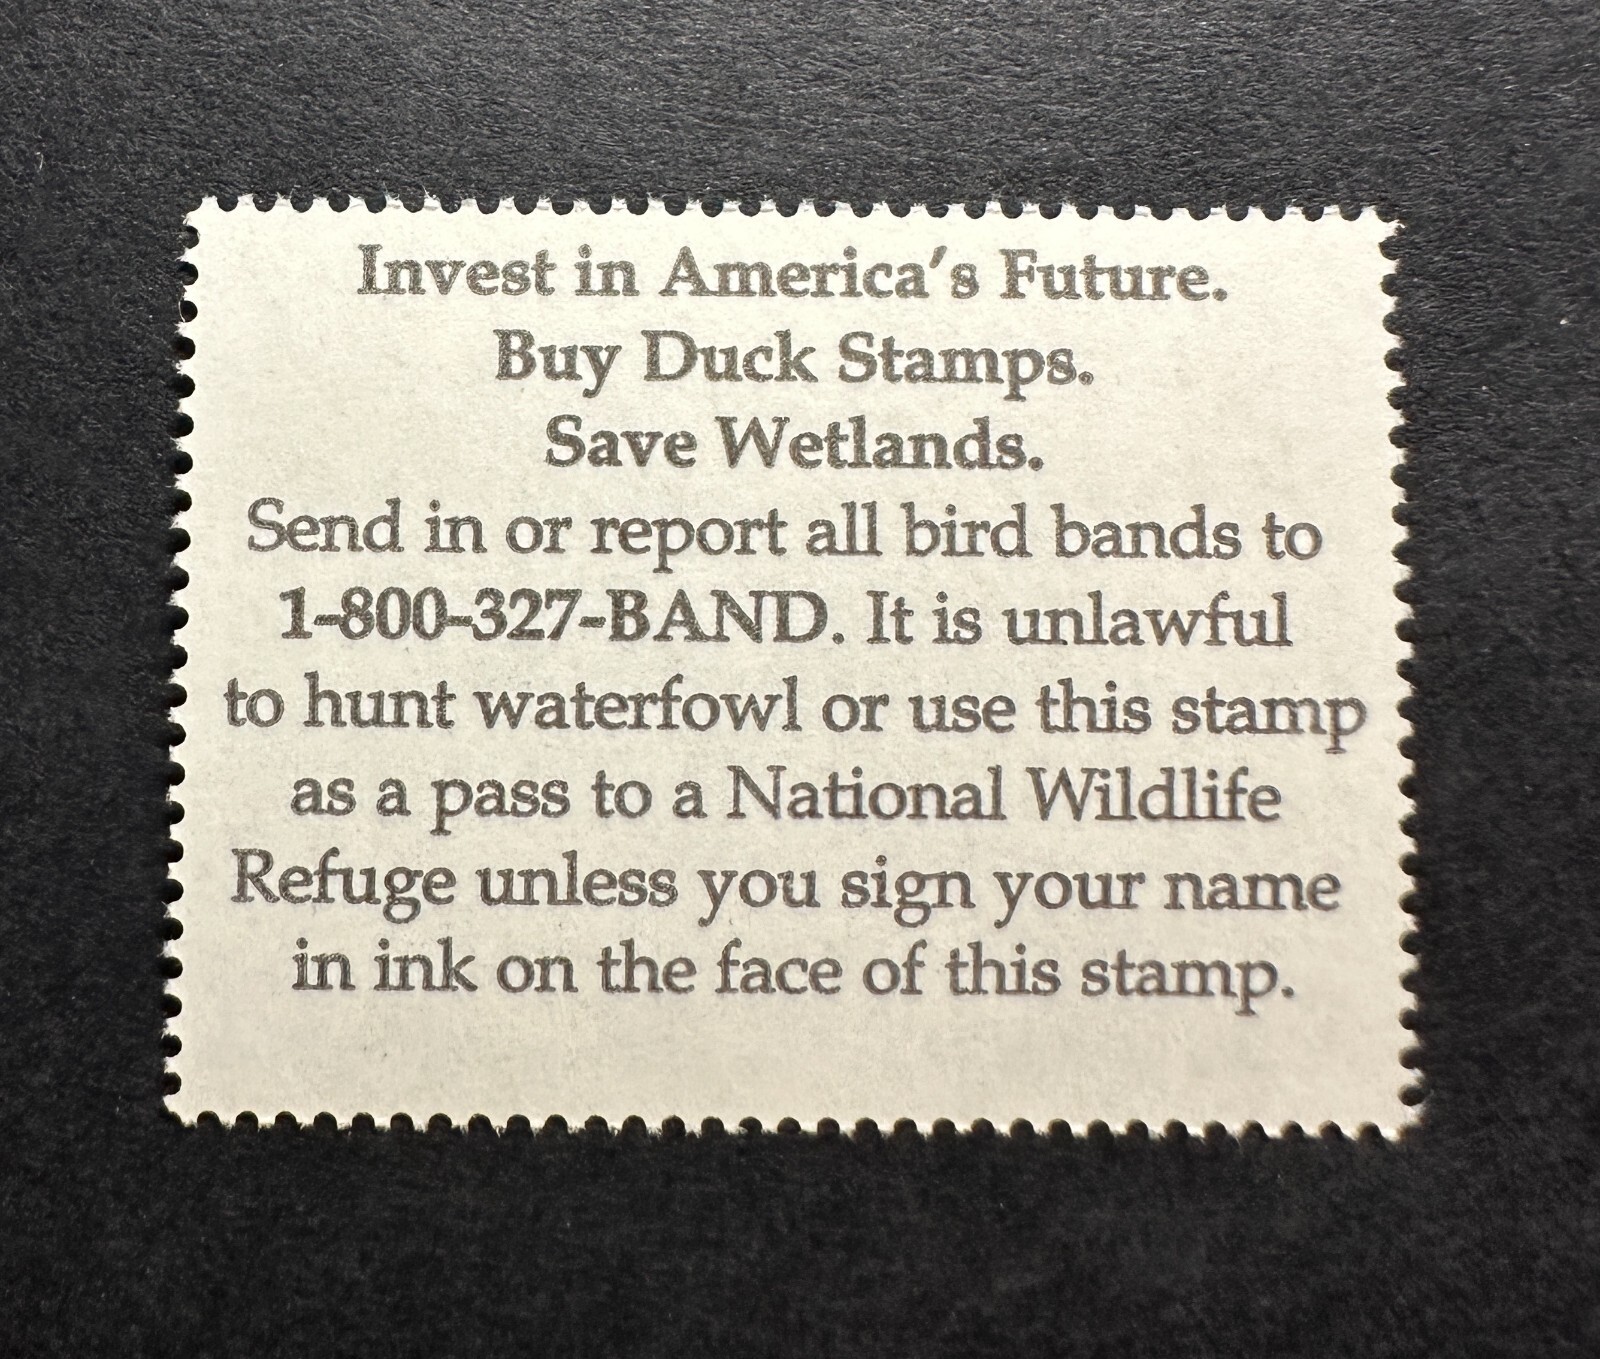 Invest in America's Future.
Buy Duck Stamps.
Save Wetlands.
Send in or report all bird bands to
1-800-327-BAND. It is unlawful
to hunt waterfowl or use this stamp
as a pass to a National Wildlife
Refuge unless you sign your name
in ink on the face of this stamp.